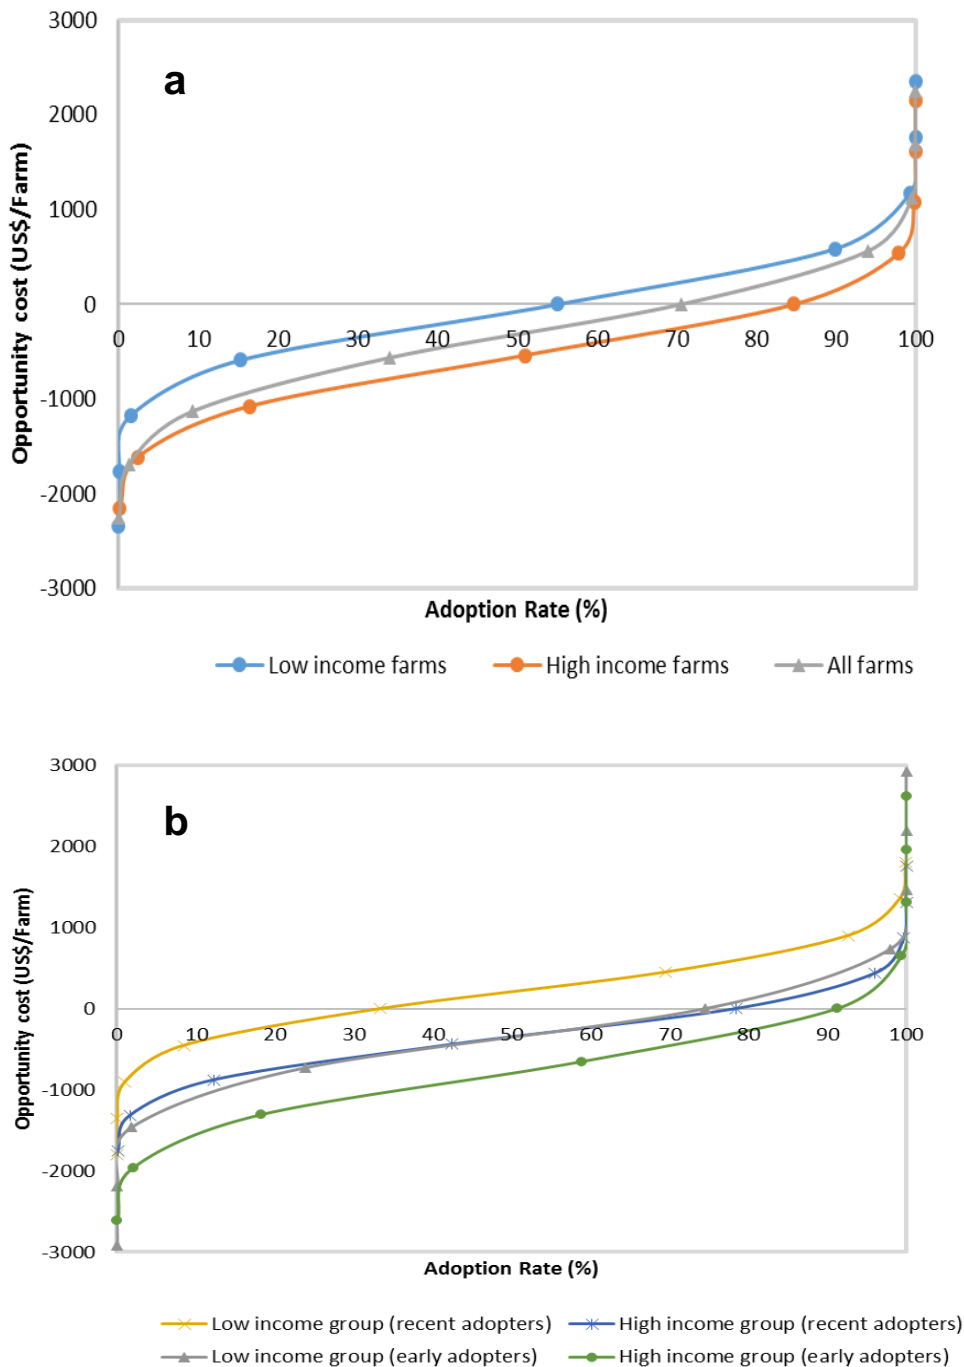 3000
a
2000
1000
0
0 10 20 30 40 50 60 70 80 90 100
-1000
-2000
-3000
Opportunity cost (US$/Farm)
Adoption Rate (%)
Low income farms High income farms All farms
3000
b
2000
1000
0
0 10 20 30 40 50 60 70 80 90 100
-1000
-2000
-3000
Opportunity cost (US$/Farm)
Adoption Rate (%)
Low income group (recent adopters) High income group (recent adopters)
Low income group (early adopters) High income group (early adopters)